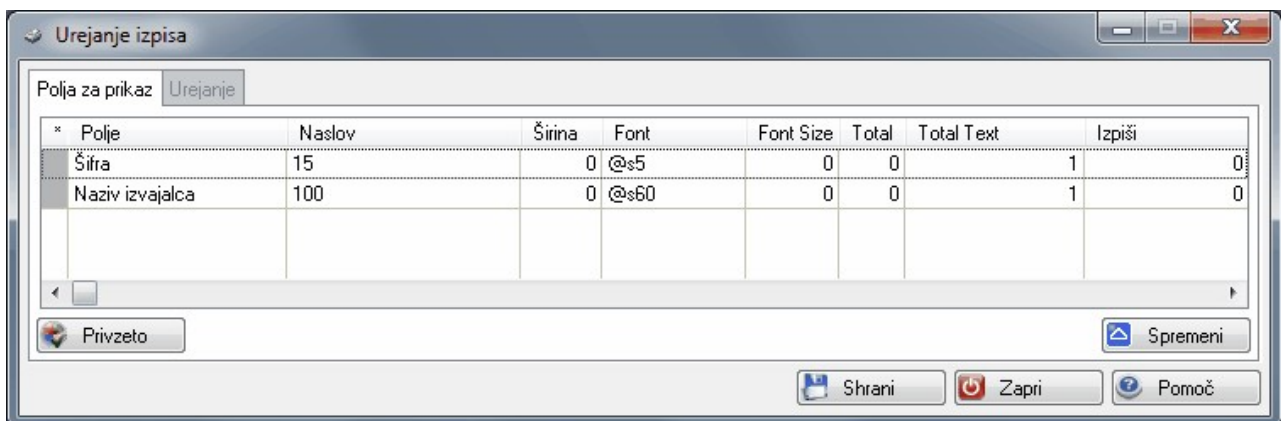 Urejanje izpisa
Polja za prikaz Urejanje
* Polje Naslov Širina Font Font Size Total Total Text Izpiši
Šifra 15 0 @s5 0 0 1 0
Naziv izvajalca 100 0 @s60 0 0 1 0
Privzeto Spremeni
Shrani Zapri Pomoč